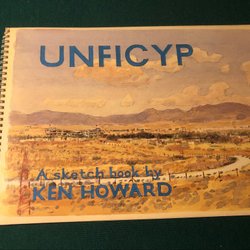 UNFICYP
A sketch book by
KEN HOWARD